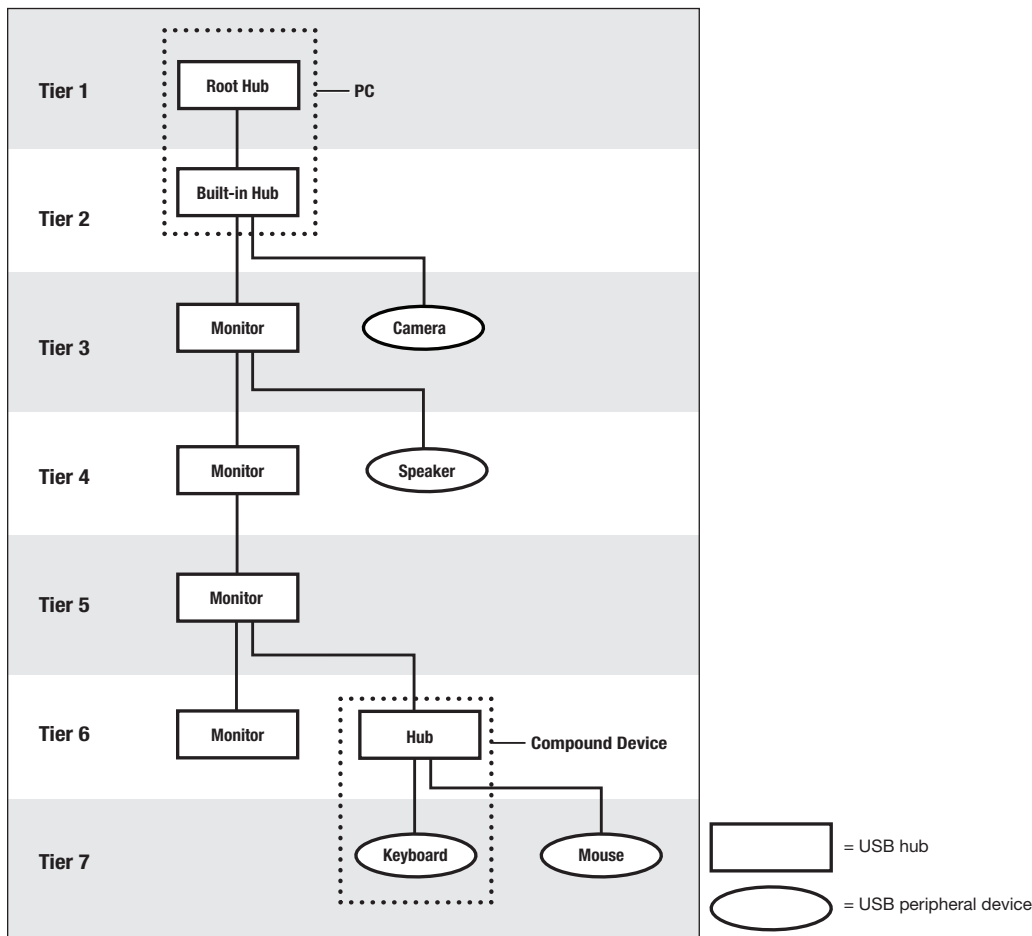 Tier 1
Root Hub
PC
Tier 2
Built-in Hub
Tier 3
Monitor
Camera
Tier 4
Monitor
Speaker
Tier 5
Monitor
Tier 6
Monitor
Hub
Compound Device
Tier 7
Keyboard
Mouse
= USB hub
= USB peripheral device